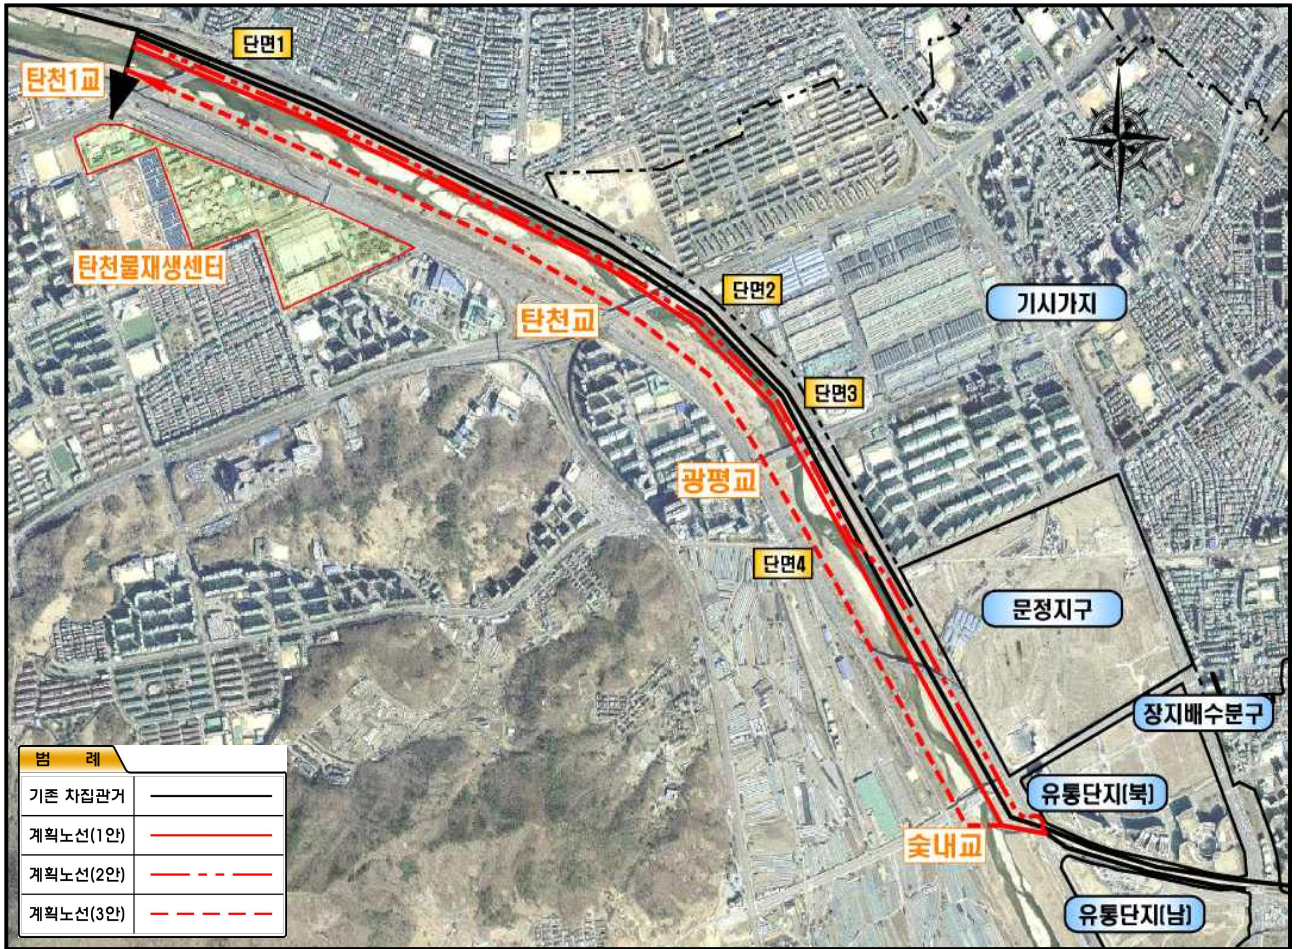 단면1
탄천1교
탄천물재생센터
단면2
기시가지
탄천교
단면3
광평교
단면4
문정지구
장지배수분구
유통단지(북)
숯내교
유통단지(남)
범 례
기존 차집관거
계획노선(1안)
계획노선(2안)
계획노선(3안)